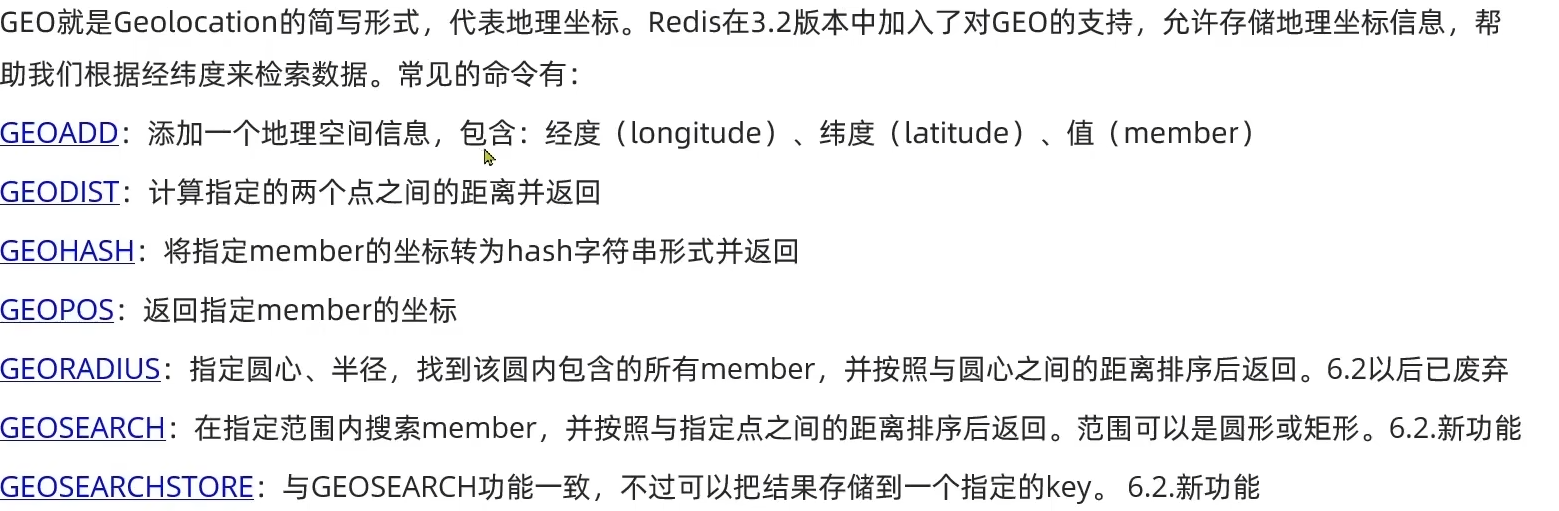 GEO就是Geolocation的简写形式，代表地理坐标。Redis在3.2版本中加入了对GEO的支持，允许存储地理坐标信息，帮
助我们根据经纬度来检索数据。常见的命令有：
GEOADD：添加一个地理空间信息，包含：经度（longitude）、纬度（latitude）、值（member）
GEODIST：计算指定的两个点之间的距离并返回
GEOHASH：将指定member的坐标转为hash字符串形式并返回
GEOPOS：返回指定member的坐标
GEORADIUS：指定圆心、半径，找到该圆内包含的所有member，并按照与圆心之间的距离排序后返回。6.2以后已废弃
GEOSEARCH：在指定范围内搜索member，并按照与指定点之间的距离排序后返回。范围可以是圆形或矩形。6.2.新功能
GEOSEARCHSTORE：与GEOSEARCH功能一致，不过可以把结果存储到一个指定的key。 6.2.新功能